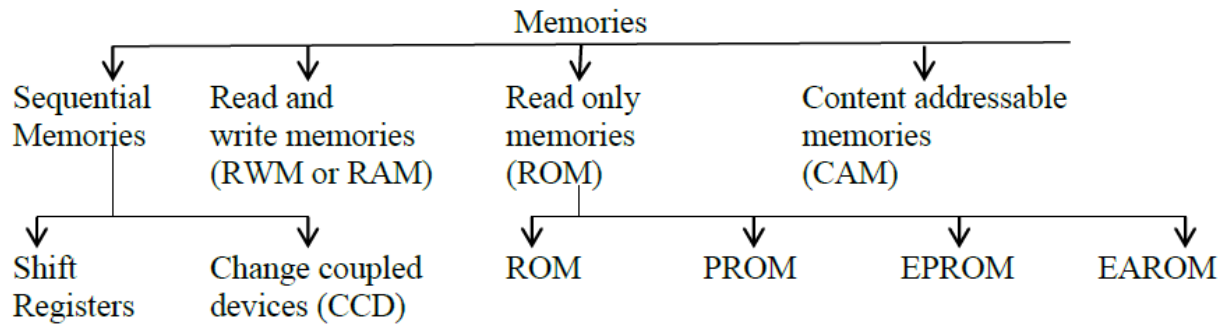 Memories
Sequential
Memories
Read and
write memories
(RWM or RAM)
Read only
memories
(ROM)
Content addressable
memories
(CAM)
Shift
Registers
Change coupled
devices (CCD)
ROM
PROM
EPROM
EAROM